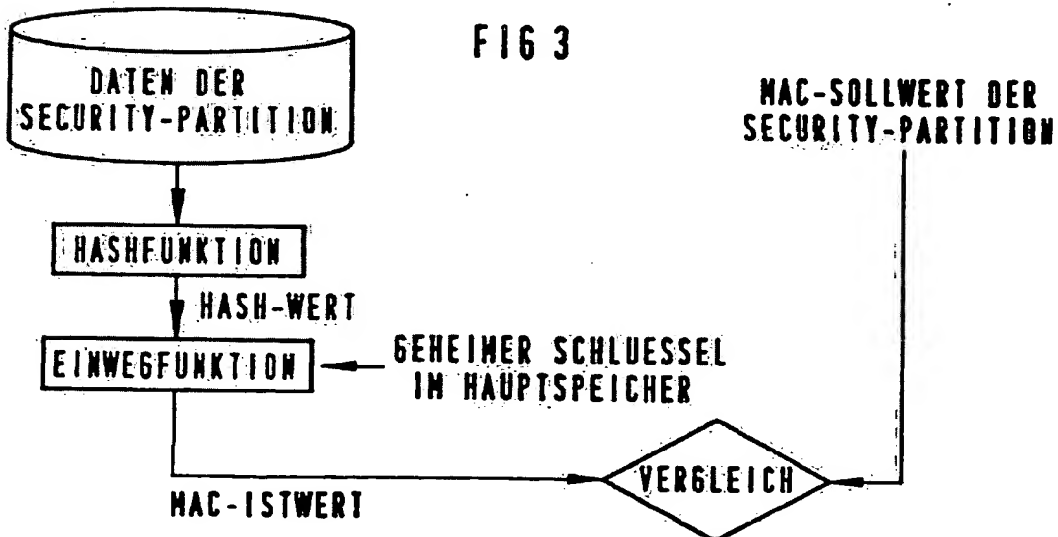 FIG 3
DATEN DER
SECURITY-PARTITION
MAC-SOLLWERT DER
SECURITY-PARTITION
HASHFUNKTION
HASH-WERT
EINWEGFUNKTION
GEHEIMER SCHLUESSEL
IM HAUPTSPEICHER
VERGLEICH
MAC-ISTWERT